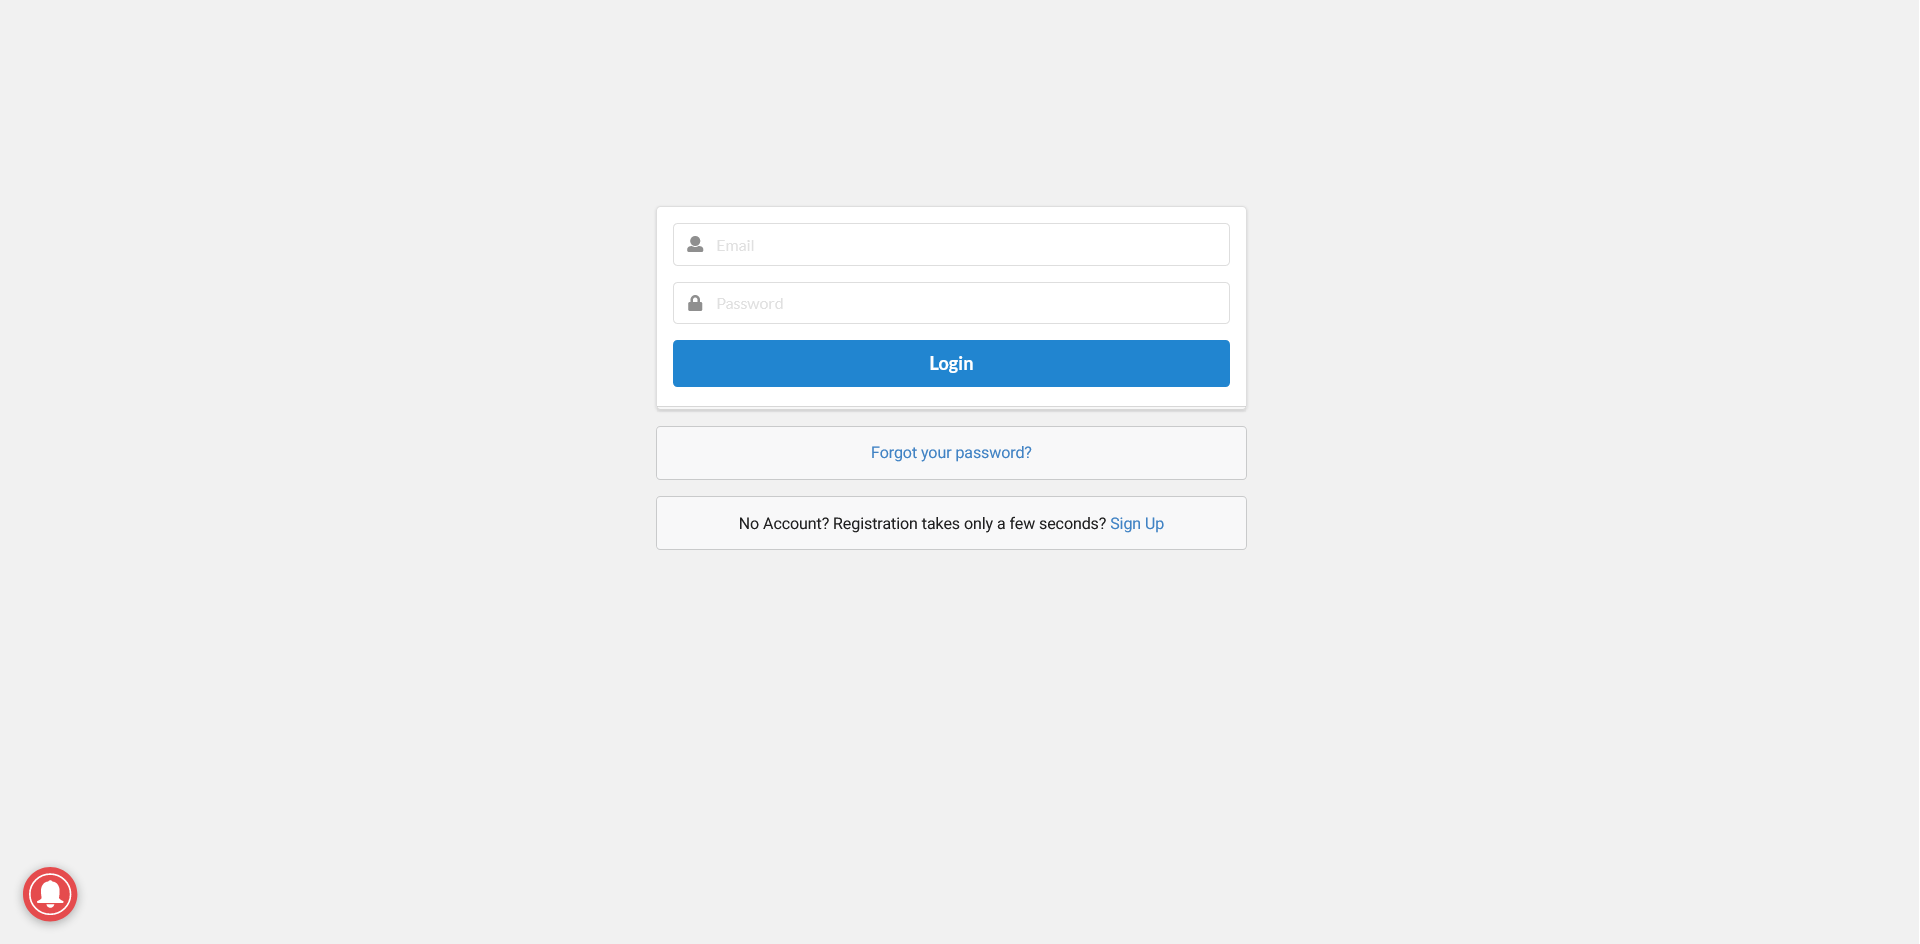 Email
Password
Login
Forgot your password?
No Account? Registration takes only a few seconds? Sign Up